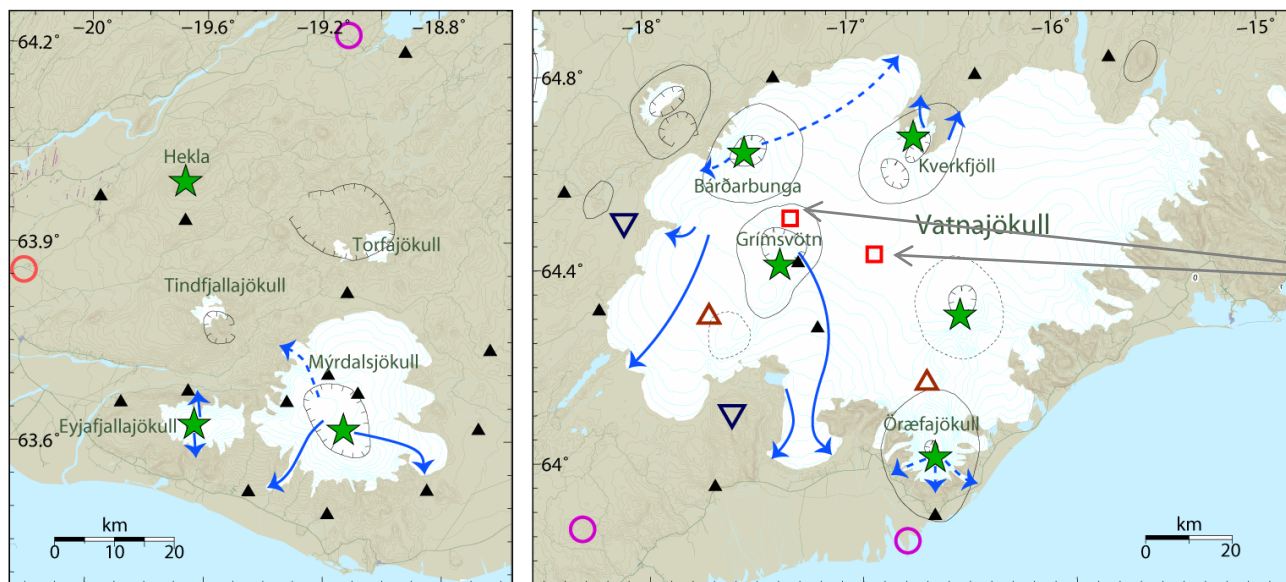 −20 −19.6 −19.2 −18.8
64.2°
Hekla
63.9°
Torfajökull
Tindfjallajökull
Mýrdalsjökull
Eyjafjallajökull
63.6°
km
0 10 20
−18 −17 −16 −15
64.8°
Kverkfjöll
Bárðarbunga
Vatnajökull
Grímsvötn
64.4°
0
Öræfajökull
64°
km
0 20